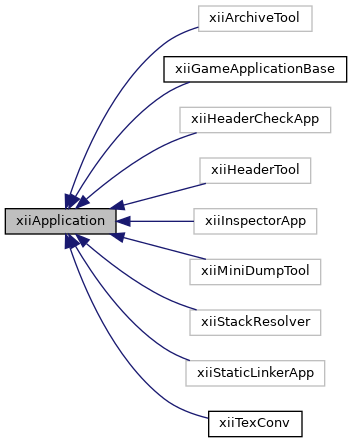 xiiArchiveTool
xiiGameApplicationBase
xiiHeaderCheckApp
xiiHeaderTool
xiiApplication
xiiInspectorApp
xiiMiniDumpTool
xiiStackResolver
xiiStaticLinkerApp
xiiTexConv